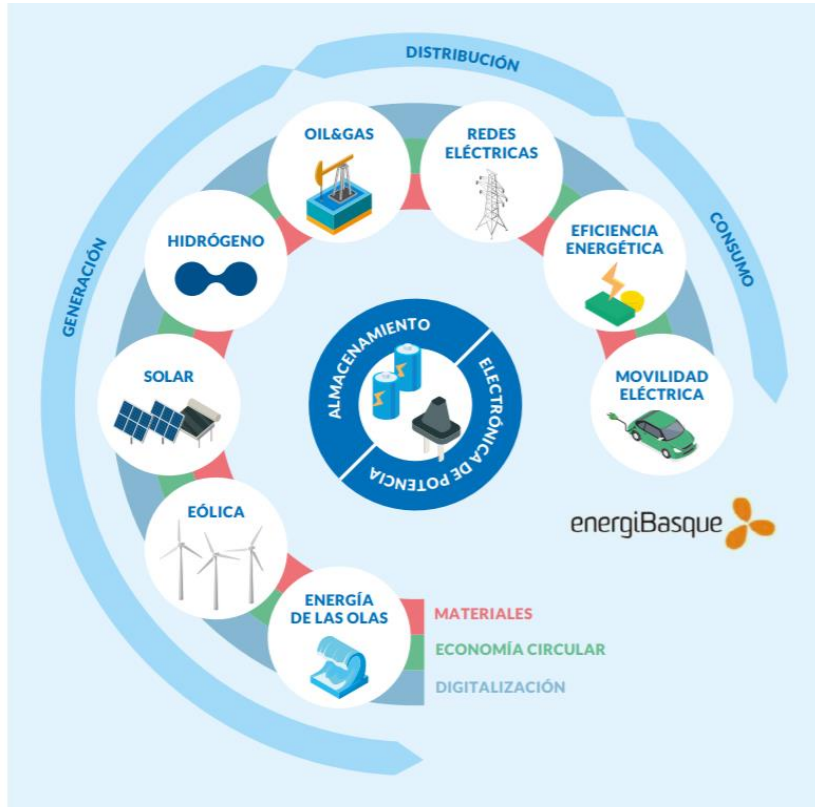 DISTRIBUCIÓN
GENERACIÓN
CONSUMO
OIL&GAS
REDES
ELÉCTRICAS
HIDRÓGENO
EFICIENCIA
ENERGÉTICA
SOLAR
MOVILIDAD
ELÉCTRICA
ALMACENAMIENTO
ELECTRÓNICA DE POTENCIA
EÓLICA
energiBasque
ENERGÍA
DE LAS OLAS
MATERIALES
ECONOMÍA CIRCULAR
DIGITALIZACIÓN